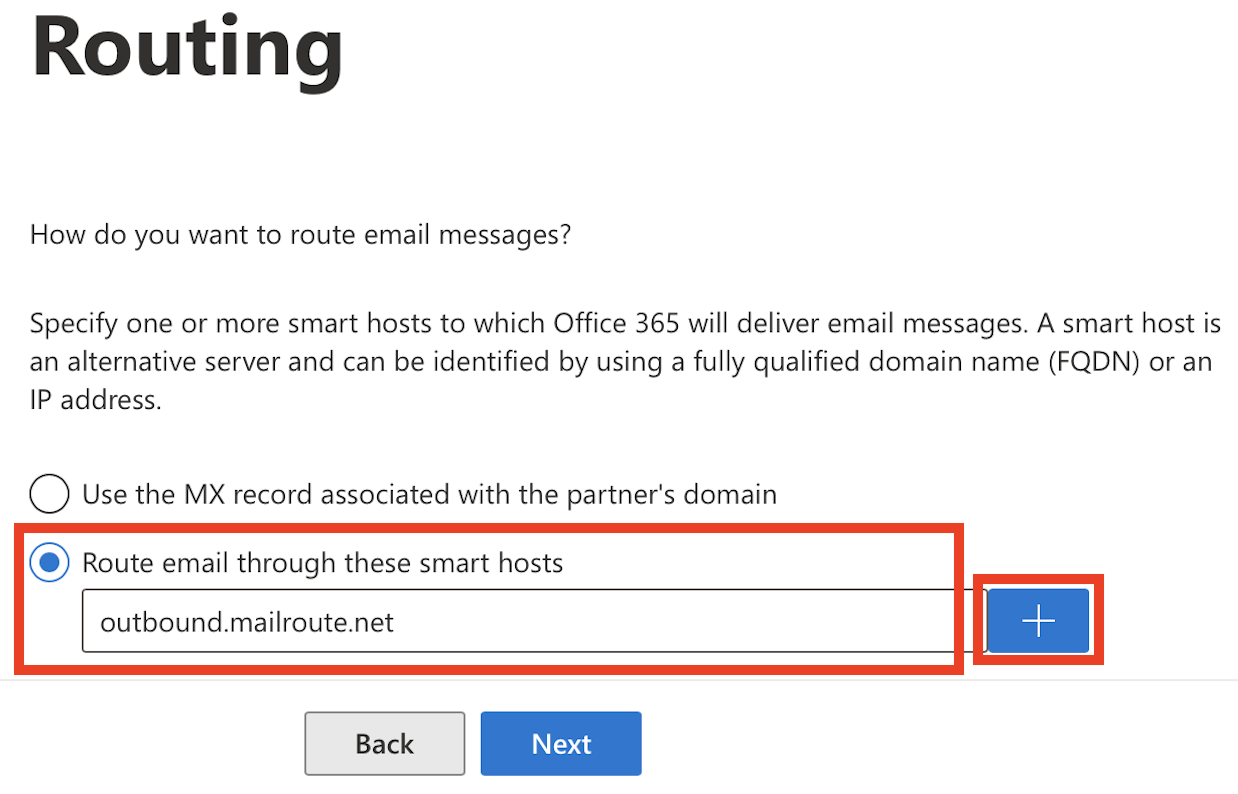 Routing
How do you want to route email messages?
Specify one or more smart hosts to which Office 365 will deliver email messages. A smart host is
an alternative server and can be identified by using a fully qualified domain name (FQDN) or an
IP address.
Use the MX record associated with the partner's domain
Route email through these smart hosts
outbound.mailroute.net
Back
Next